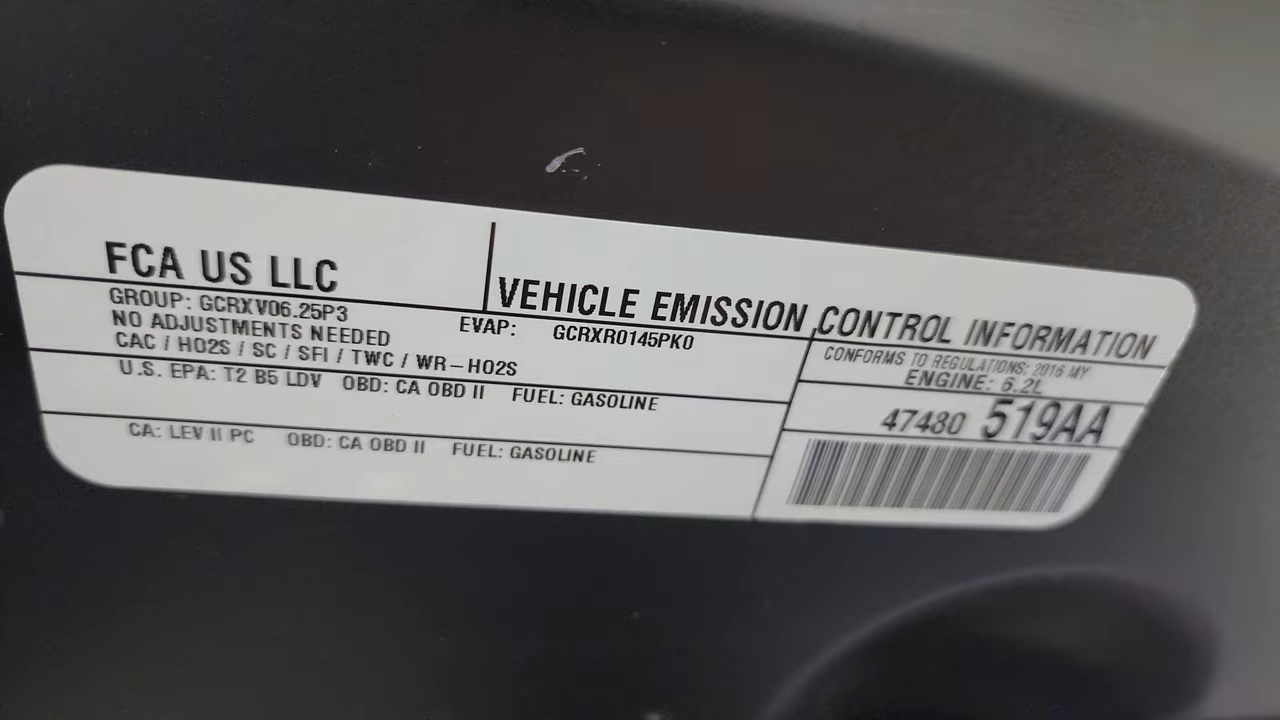 FCA US LLC
VEHICLE EMISSION CONTROL INFORMATION
GROUP: GCRXV06.25P3
EVAP: GCRXR0145PK0
NO ADJUSTMENTS NEEDED
CAC / HO2S / SC / SFI / TWC / WR-HO2S
CONFORMS TO REGULATIONS: 2016 MY
ENGINE: 6.2L
U.S. EPA: T2 B5 LDV OBD: CA OBD II FUEL: GASOLINE
47480 519AA
CA: LEV II PC OBD: CA OBD II FUEL: GASOLINE